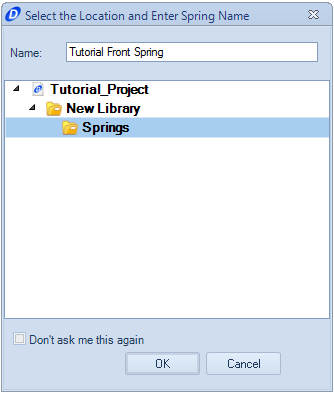 Select the Location and Enter Spring Name
Name: Tutorial Front Spring
Tutorial_Project
New Library
Springs
Don't ask me this again
OK Cancel